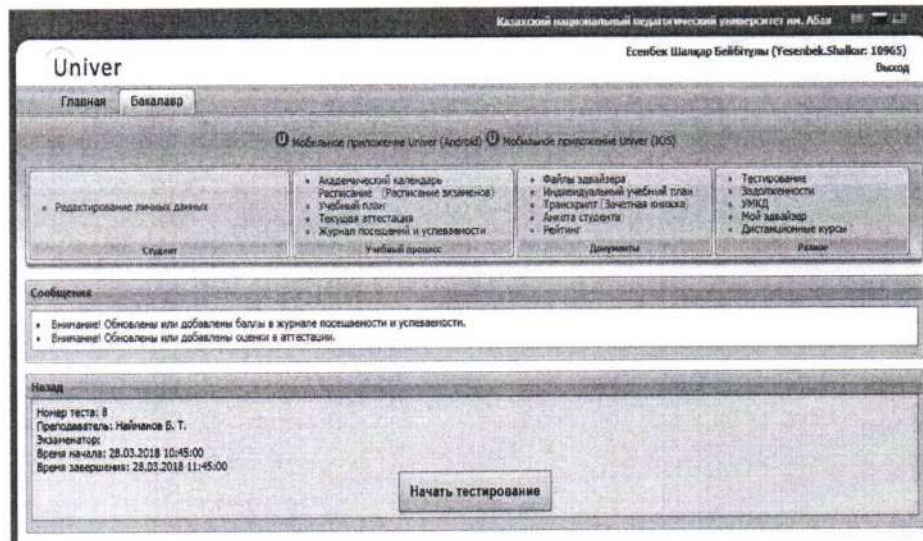 Казахский национальный педагогический университет им. Абая
Univer
Есенбек Шалқар Бейбітұлы (Yesenbek.Shalkar: 10965)
Выход
Главная
Бакалавр
Мобильное приложение Univer (Android) Мобильное приложение Univer (IOS)
Редактирование личных данных
Студент
Академический календарь
Расписание (Расписание экзаменов)
Учебный план
Текущая аттестация
Журнал посещений и успеваемости
Учебный процесс
Файлы эдвайзера
Индивидуальный учебный план
Транскрипт (Зачетная книжка)
Анкета студента
Рейтинг
Документы
Тестирование
Задолженности
УМКД
Мой эдвайзер
Дистанционные курсы
Разное
Сообщения
Внимание! Обновлены или добавлены баллы в журнале посещаемости и успеваемости.
Внимание! Обновлены или добавлены оценки в аттестации.
Назад
Номер теста: 8
Преподаватель: Найманов Б. Т.
Экзаменатор:
Время начала: 28.03.2018 10:45:00
Время завершения: 28.03.2018 11:45:00
Начать тестирование